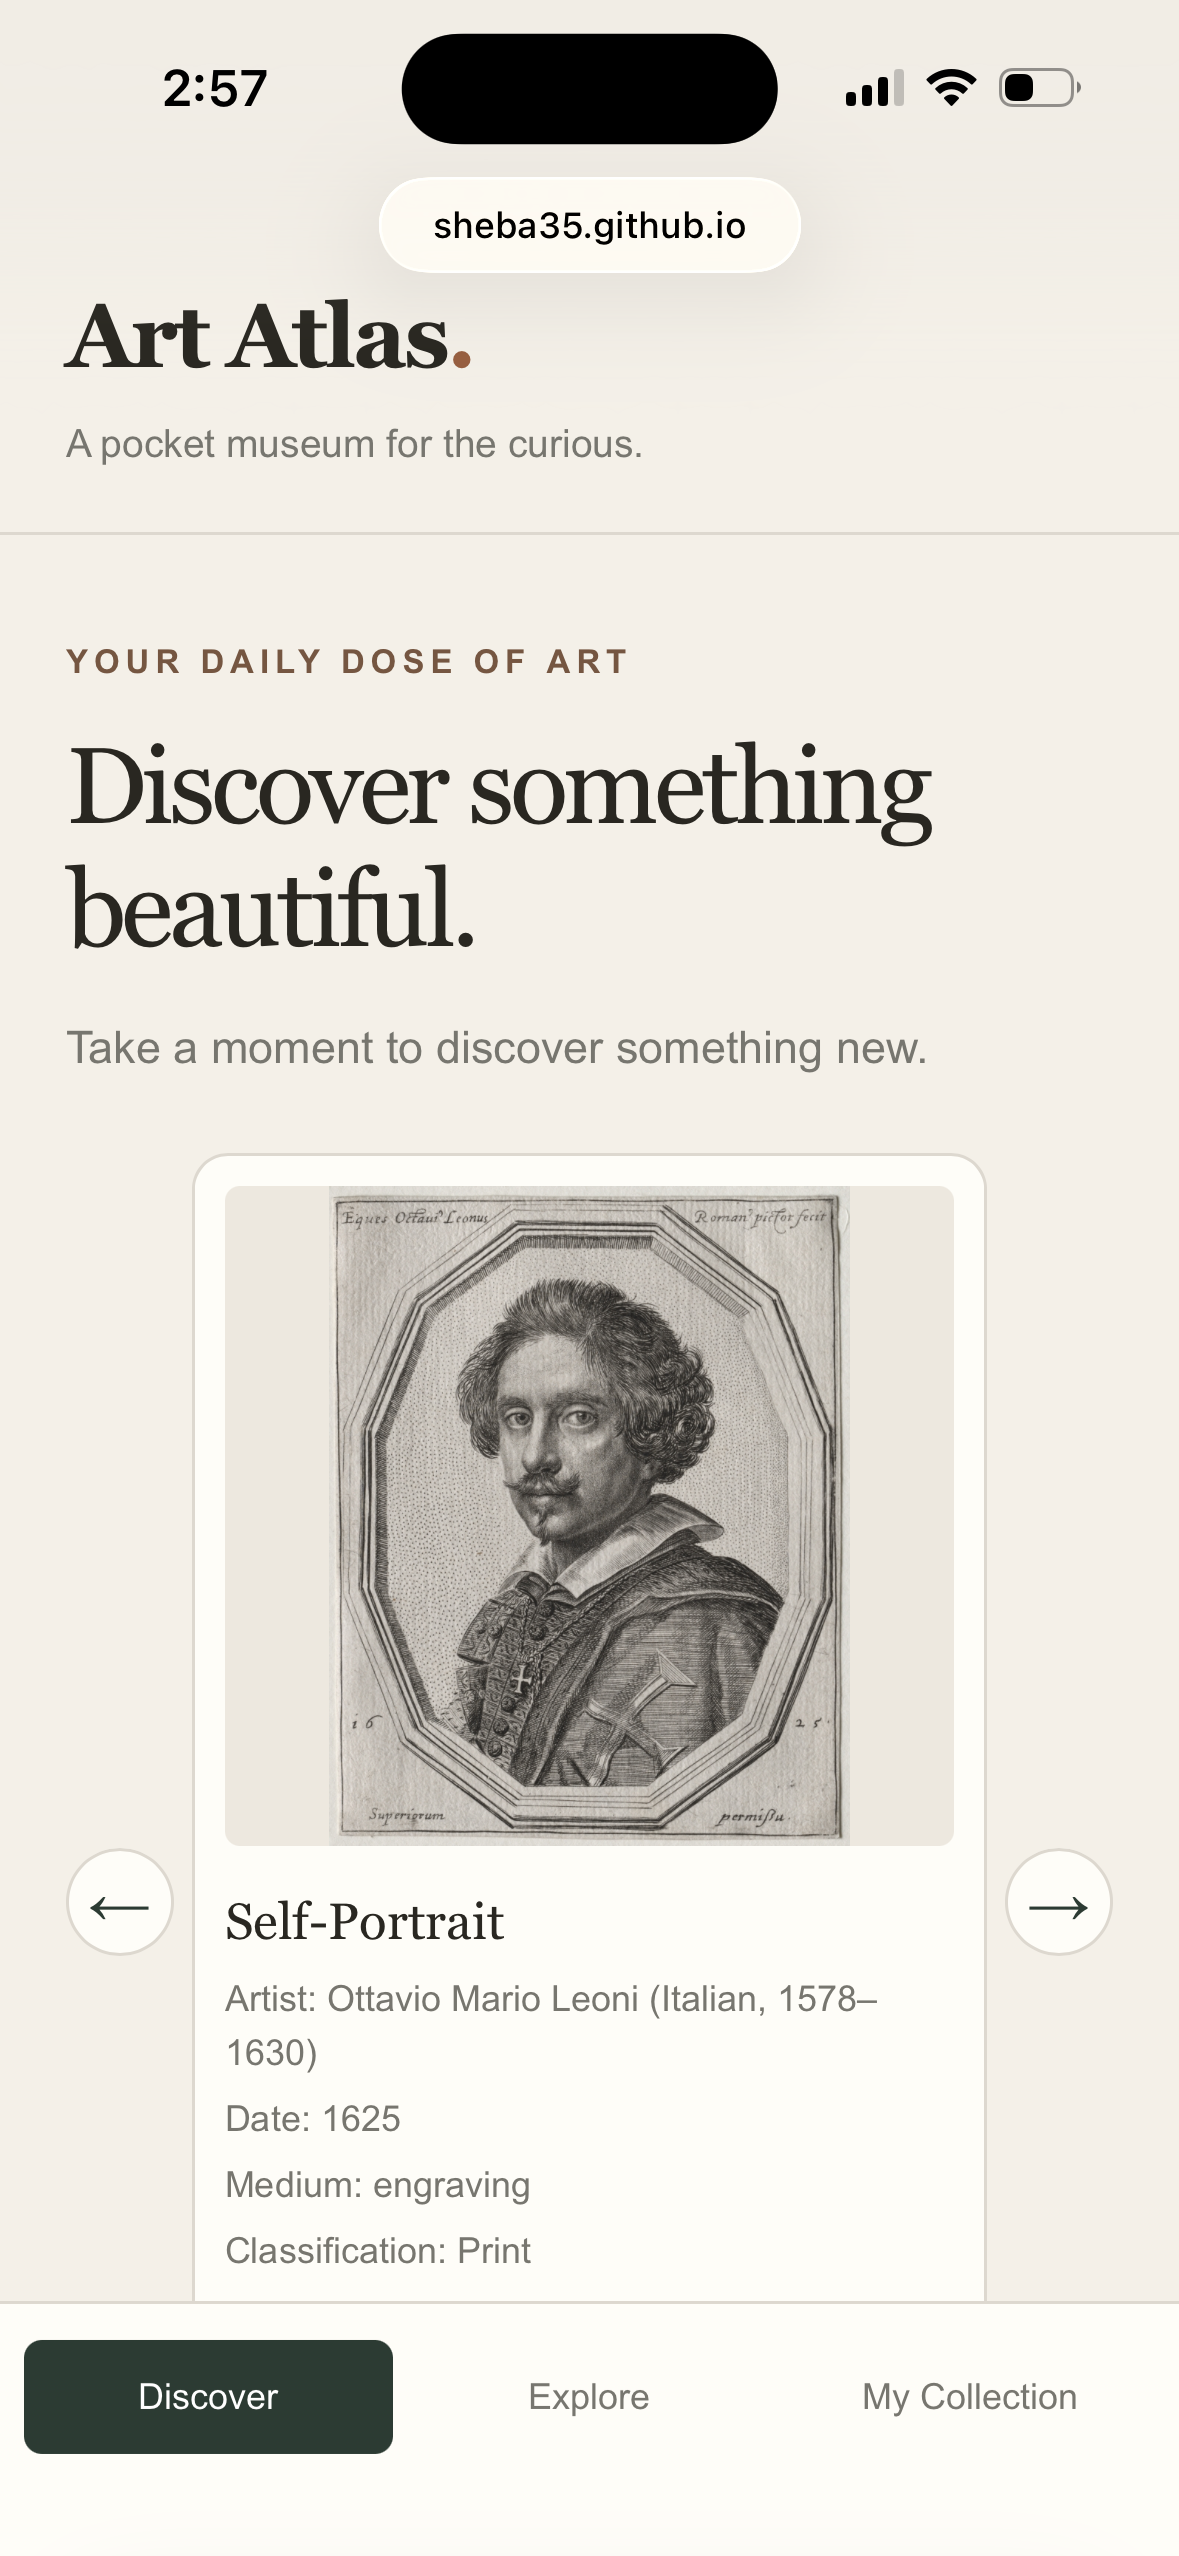 2:57
sheba35.github.io
Art Atlas.
A pocket museum for the curious.
YOUR DAILY DOSE OF ART
Discover something
beautiful.
Take a moment to discover something new.
Eques Octavi' Leonus Roman' pictor fecit
16 25
Superiorum permissu.
Self-Portrait
Artist: Ottavio Mario Leoni (Italian, 1578–
1630)
Date: 1625
Medium: engraving
Classification: Print
Discover Explore My Collection